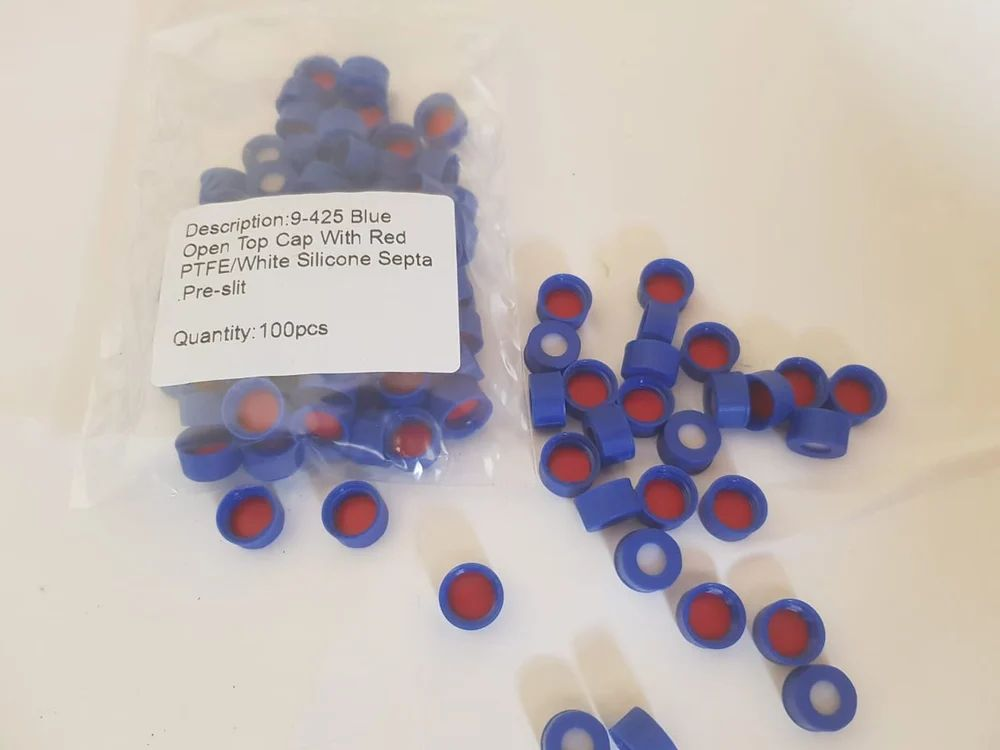 Description:9-425 Blue
Open Top Cap With Red
PTFE/White Silicone Septa
.Pre-slit
Quantity:100pcs